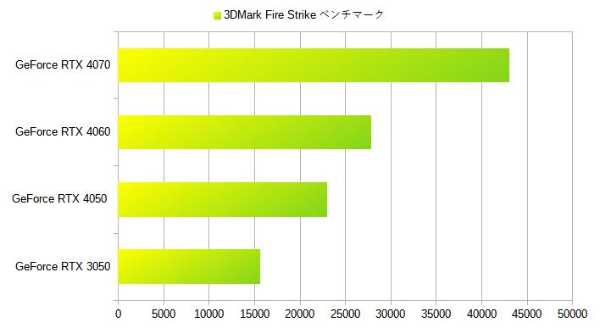 3DMark Fire Strike ベンチマーク
GeForce RTX 4070
GeForce RTX 4060
GeForce RTX 4050
GeForce RTX 3050
0 5000 10000 15000 20000 25000 30000 35000 40000 45000 50000